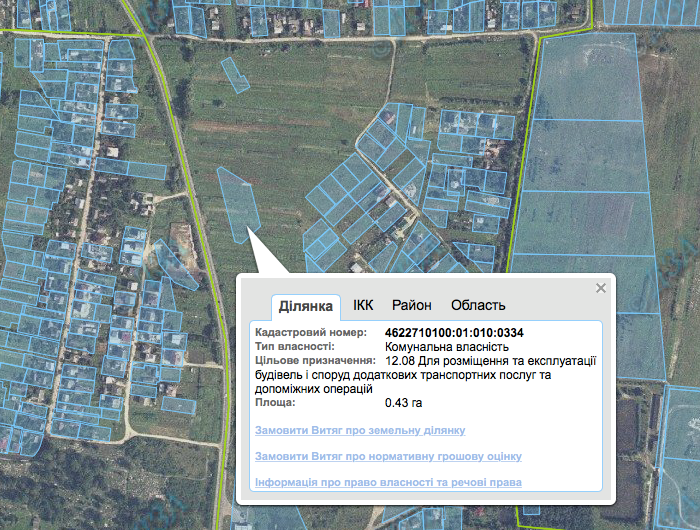 Ділянка ІКК Район Область
Кадастровий номер: 4622710100:01:010:0334
Тип власності: Комунальна власність
Цільове призначення: 12.08 Для розміщення та експлуатації
будівель і споруд додаткових транспортних послуг та
допоміжних операцій
Площа: 0.43 га
Замовити Витяг про земельну ділянку
Замовити Витяг про нормативну грошову оцінку
Інформація про право власності та речові права